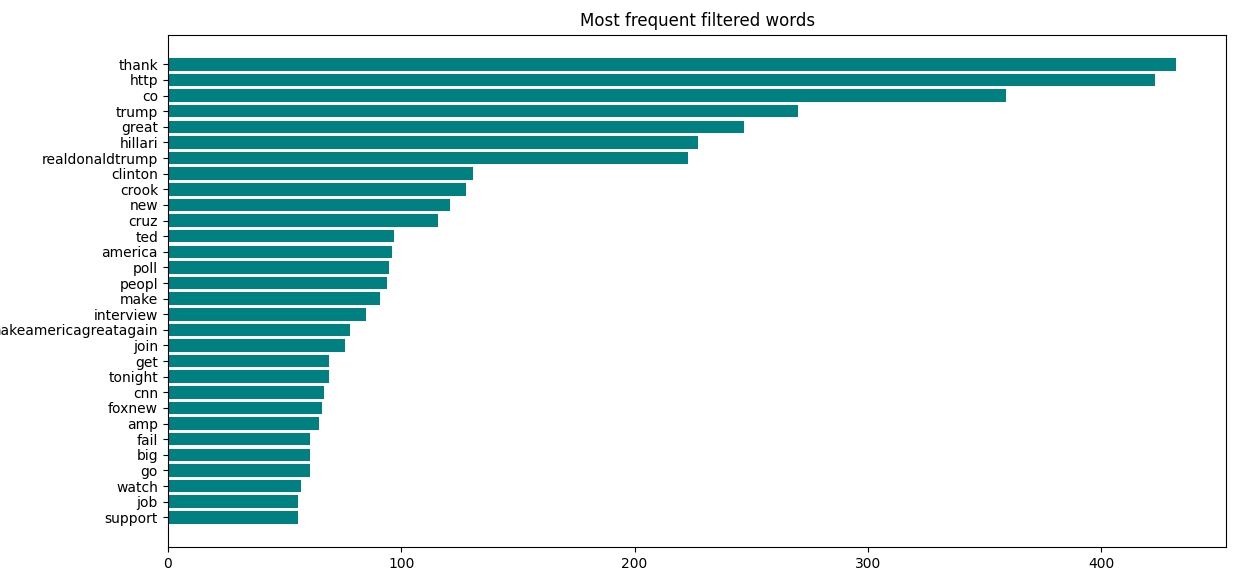 Most frequent filtered words
thank
http
co
trump
great
hillari
realdonaldtrump
clinton
crook
new
cruz
ted
america
poll
peopl
make
interview
akeamericagreatagain
join
get
tonight
cnn
foxnew
amp
fail
big
go
watch
job
support
0 100 200 300 400